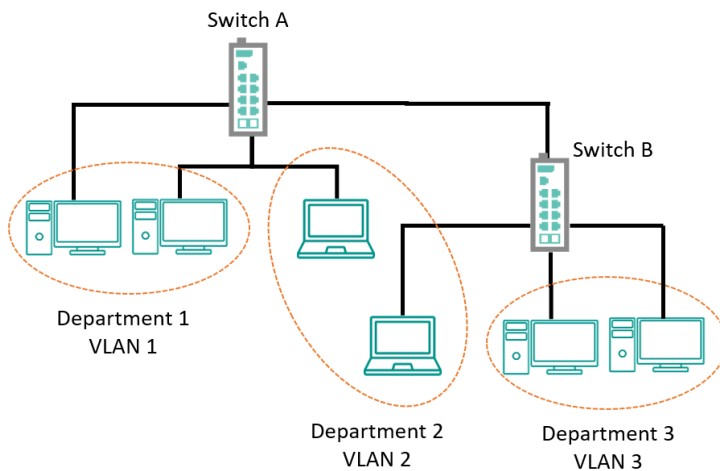 Switch A
Switch B
Department 1
VLAN 1
Department 2
VLAN 2
Department 3
VLAN 3